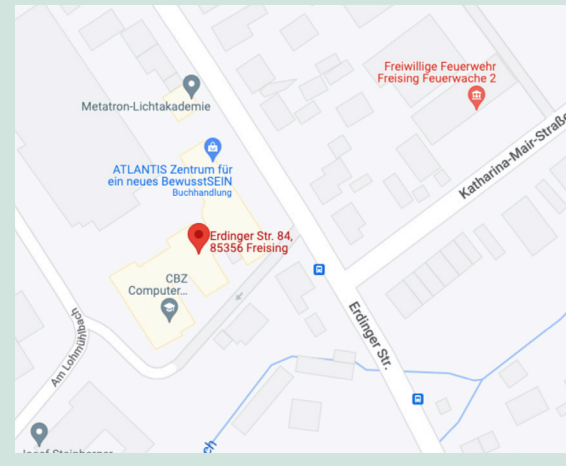 Freiwillige Feuerwehr
Freising Feuerwache 2
Metatron-Lichtakademie
Katharina-Mair-Straße
ATLANTIS Zentrum für
ein neues BewusstSEIN
Buchhandlung
Erdinger Str. 84,
85356 Freising
CBZ
Computer...
Erdinger Str.
Am Lohmühlbach